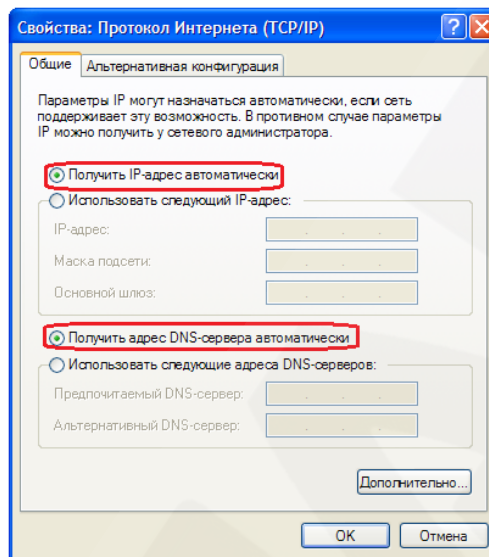 Свойства: Протокол Интернета (TCP/IP)
Общие
Альтернативная конфигурация
Параметры IP могут назначаться автоматически, если сеть
поддерживает эту возможность. В противном случае параметры
IP можно получить у сетевого администратора.
Получить IP-адрес автоматически
Использовать следующий IP-адрес:
IP-адрес:
Маска подсети:
Основной шлюз:
Получить адрес DNS-сервера автоматически
Использовать следующие адреса DNS-серверов:
Предпочитаемый DNS-сервер:
Альтернативный DNS-сервер:
Дополнительно...
OK
Отмена